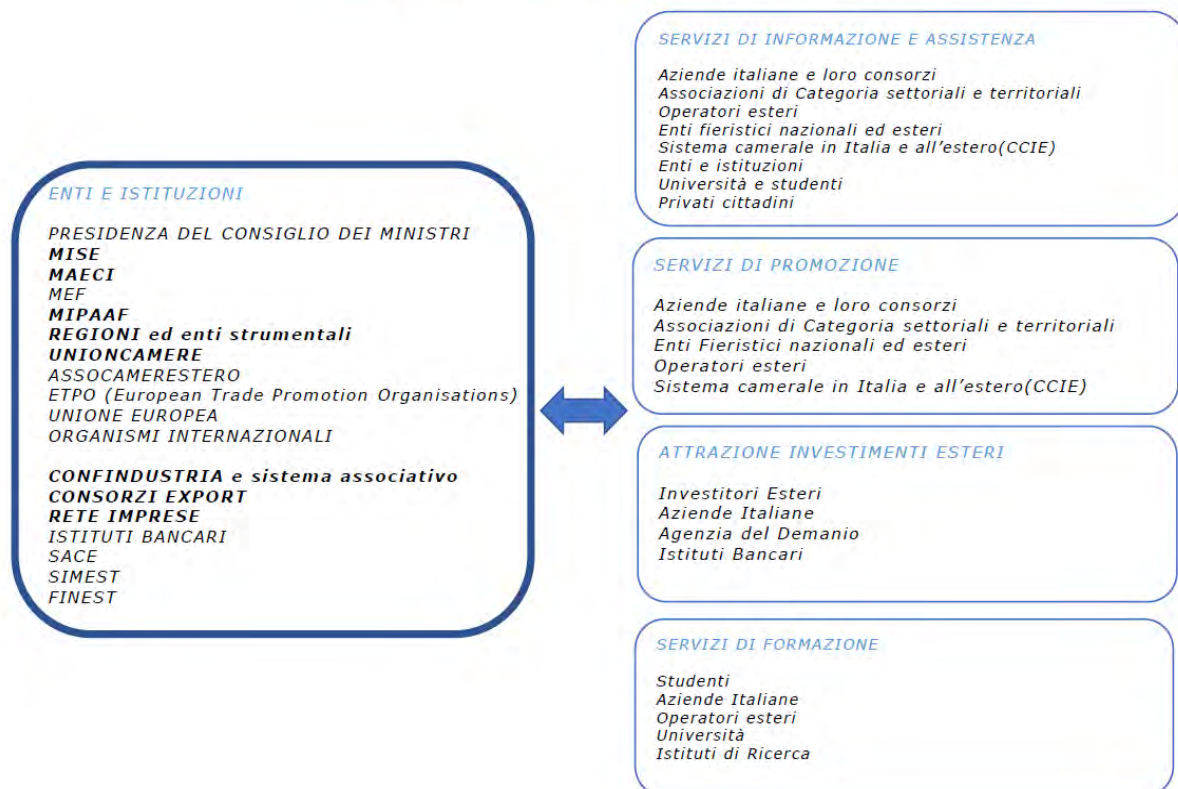 ENTI E ISTITUZIONI
PRESIDENZA DEL CONSIGLIO DEI MINISTRI
MISE
MAECI
MEF
MIPAAF
REGIONI ed enti strumentali
UNIONCAMERE
ASSOCAMERESTERO
ETPO (European Trade Promotion Organisations)
UNIONE EUROPEA
ORGANISMI INTERNAZIONALI
CONFINDUSTRIA e sistema associativo
CONSORZI EXPORT
RETE IMPRESE
ISTITUTI BANCARI
SACE
SIMEST
FINEST
SERVIZI DI INFORMAZIONE E ASSISTENZA
Aziende italiane e loro consorzi
Associazioni di Categoria settoriali e territoriali
Operatori esteri
Enti fieristici nazionali ed esteri
Sistema camerale in Italia e all'estero(CCIE)
Enti e istituzioni
Università e studenti
Privati cittadini
SERVIZI DI PROMOZIONE
Aziende italiane e loro consorzi
Associazioni di Categoria settoriali e territoriali
Enti Fieristici nazionali ed esteri
Operatori esteri
Sistema camerale in Italia e all'estero(CCIE)
ATTRAZIONE INVESTIMENTI ESTERI
Investitori Esteri
Aziende Italiane
Agenzia del Demanio
Istituti Bancari
SERVIZI DI FORMAZIONE
Studenti
Aziende Italiane
Operatori esteri
Università
Istituti di Ricerca